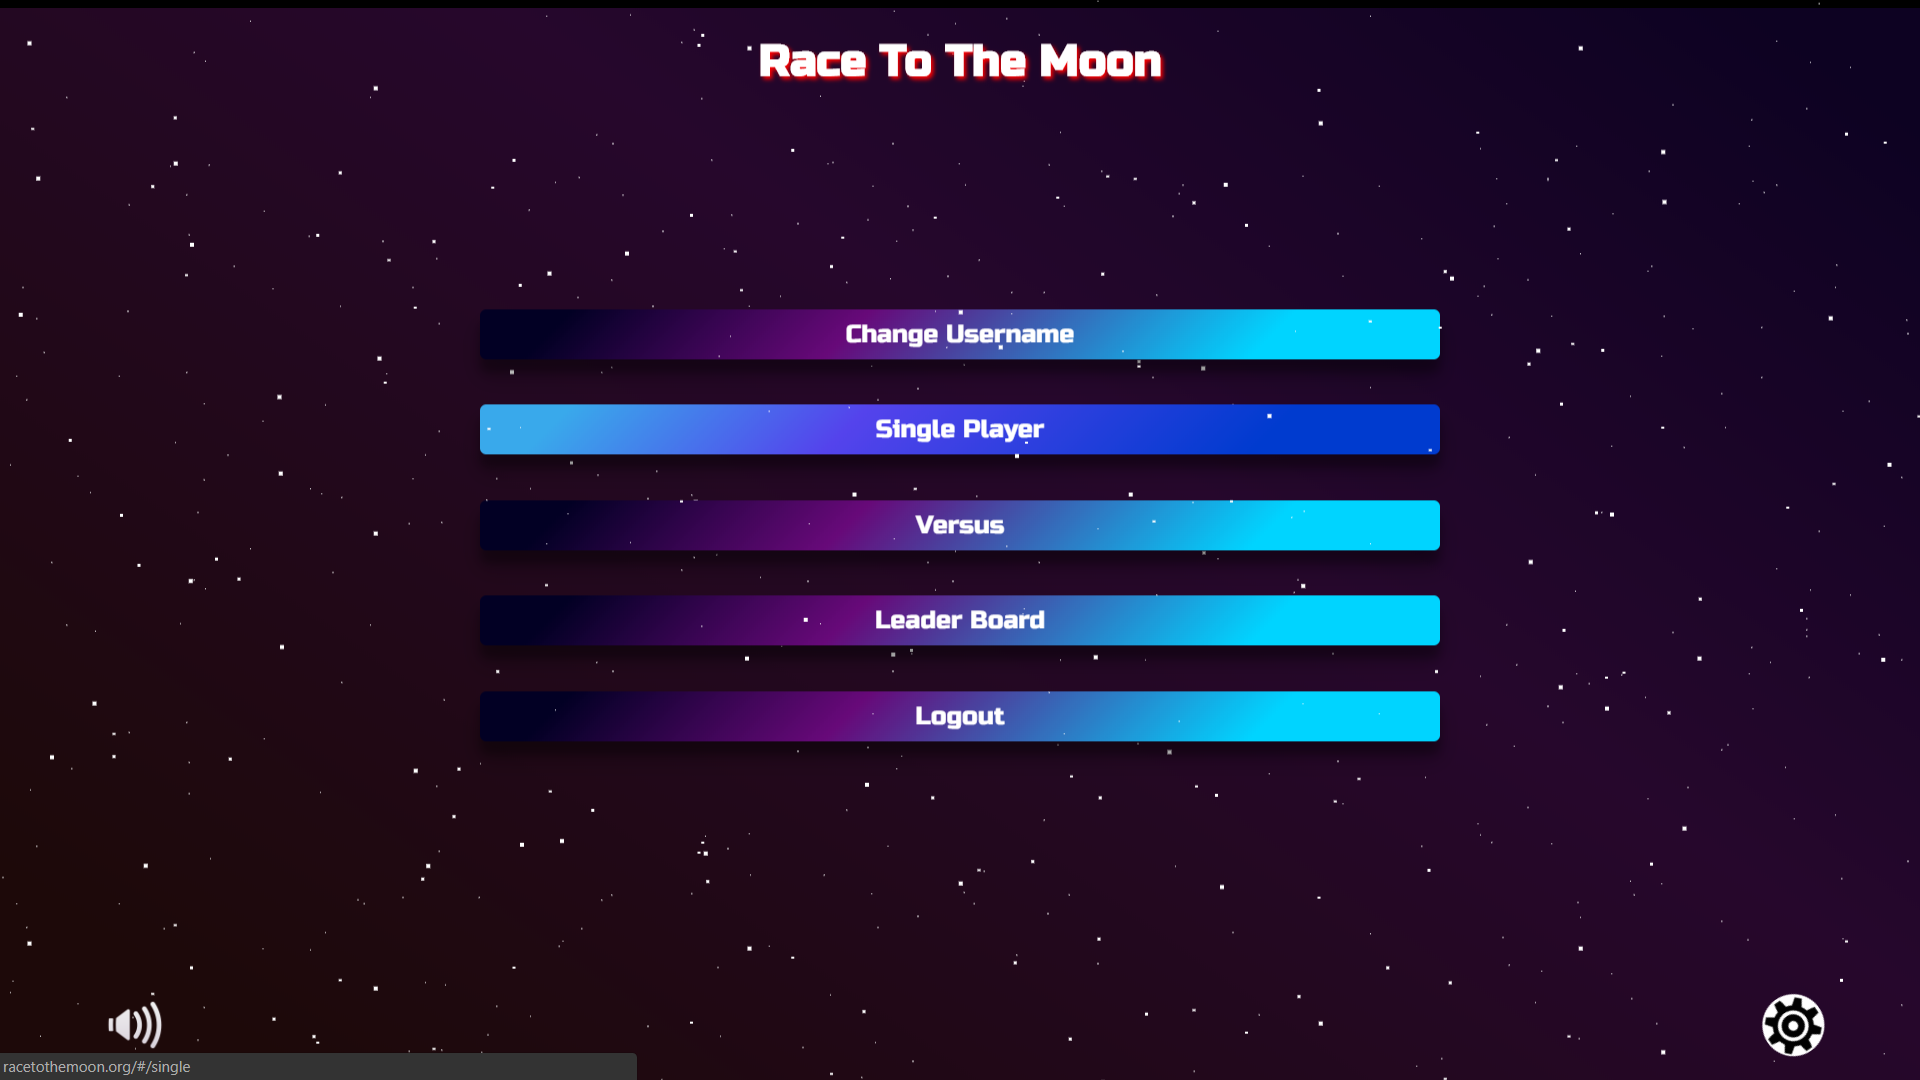 Race To The Moon
Change Username
Single Player
Versus
Leader Board
Logout
racetothemoon.org/#/single